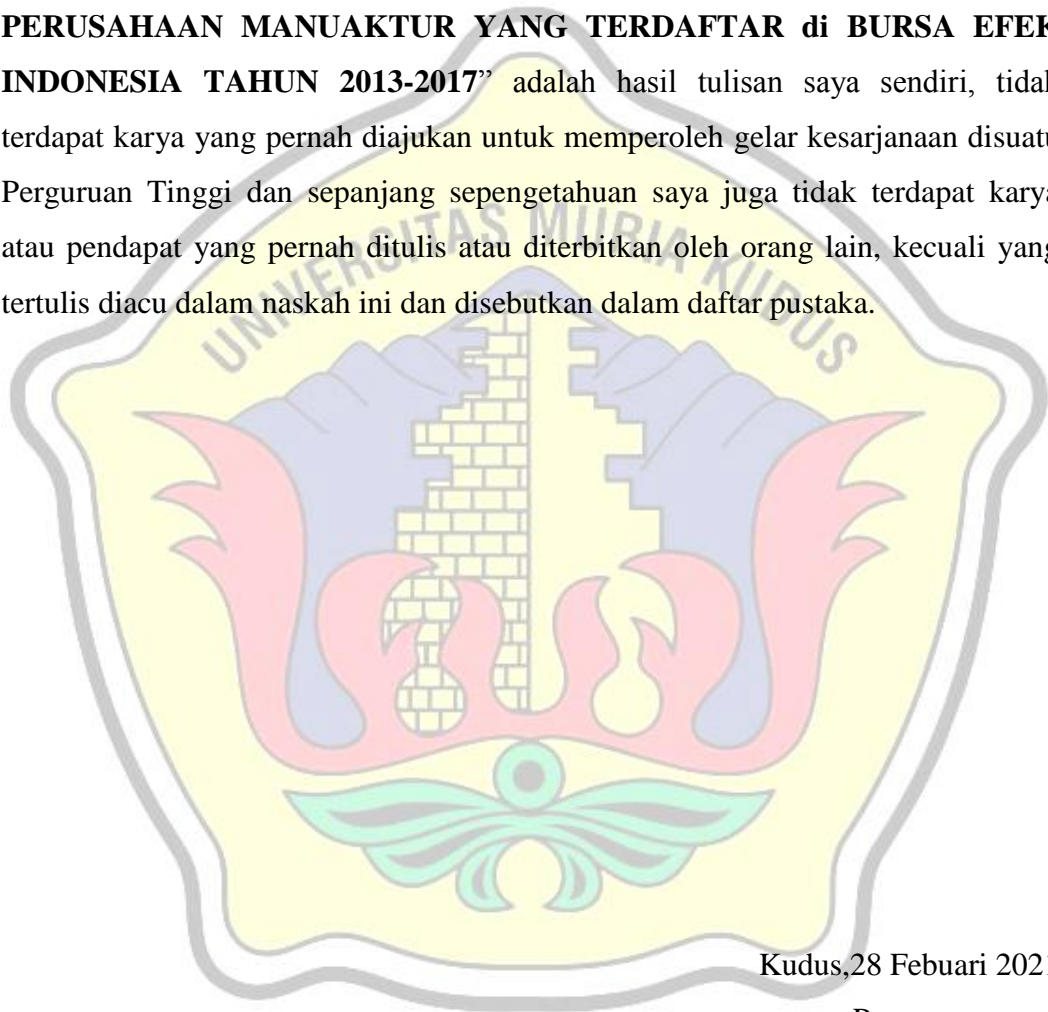 PERUSAHAAN MANUAKTUR YANG TERDAFTAR di BURSA EFEK
INDONESIA TAHUN 2013-2017” adalah hasil tulisan saya sendiri, tidak
terdapat karya yang pernah diajukan untuk memperoleh gelar kesarjanaan disuatu
Perguruan Tinggi dan sepanjang sepengetahuan saya juga tidak terdapat karya
atau pendapat yang pernah ditulis atau diterbitkan oleh orang lain, kecuali yang
tertulis diacu dalam naskah ini dan disebutkan dalam daftar pustaka.
UNIVERSITAS MURIA KUDUS
Kudus,28 Febuari 2021